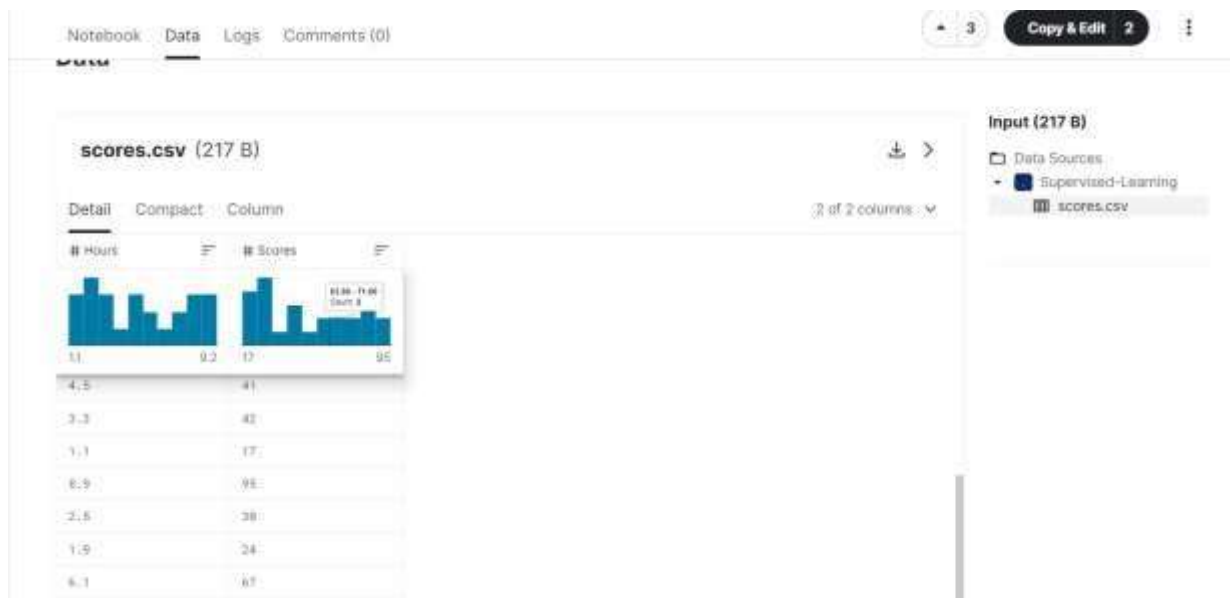 Notebook Data Logs Comments (0)
3
Copy & Edit 2
Data
scores.csv (217 B)
Input (217 B)
Data Sources
Supervised-Learning
scores.csv
Detail Compact Column
2 of 2 columns
# Hours
# Scores
1.1 9.2
17 95
4.5 41
3.3 42
1.1 17
8.9 95
2.5 30
1.9 24
6.1 67